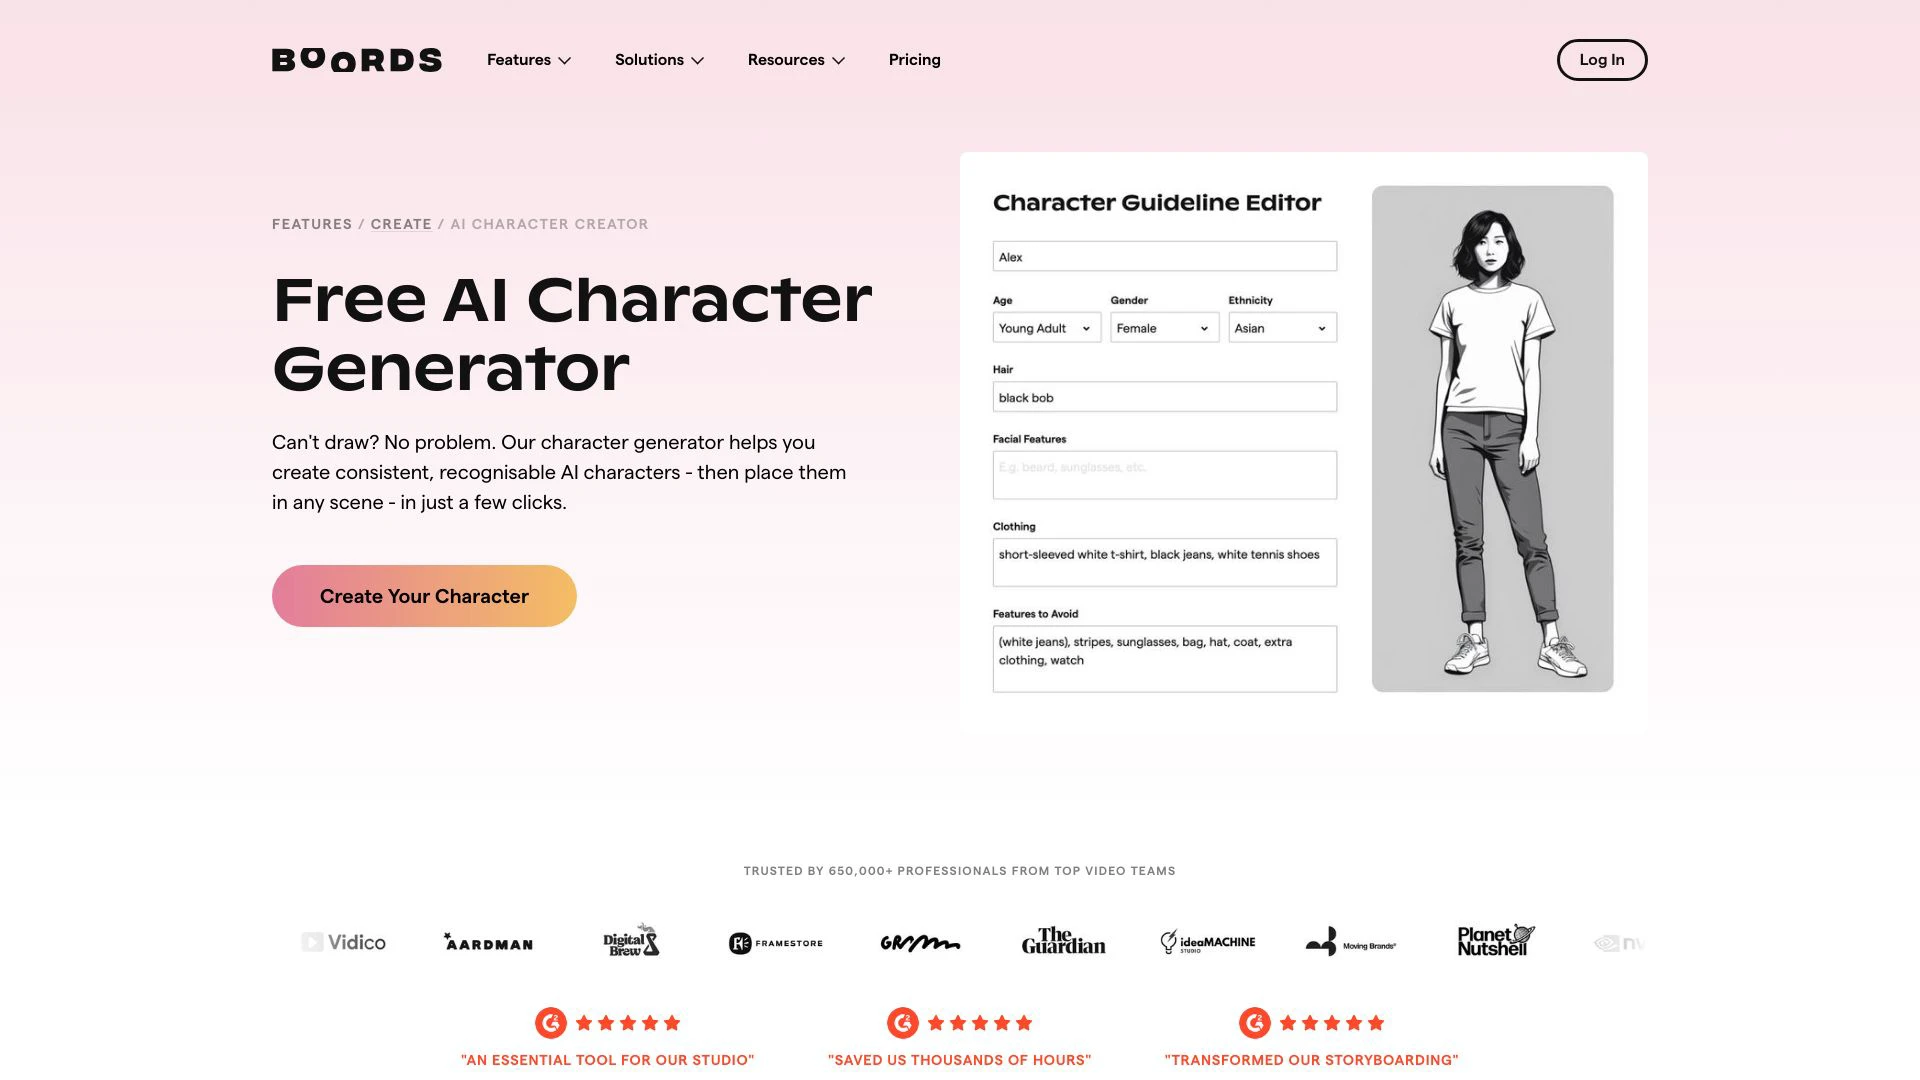 BOORDS
Features
Solutions
Resources
Pricing
Log In
FEATURES / CREATE / AI CHARACTER CREATOR
Free AI Character
Generator
Can't draw? No problem. Our character generator helps you
create consistent, recognisable AI characters - then place them
in any scene - in just a few clicks.
Create Your Character
Character Guideline Editor
Alex
Age Gender Ethnicity
Young Adult Female Asian
Hair
black bob
Facial Features
E.g. beard, sunglasses, etc.
Clothing
short-sleeved white t-shirt, black jeans, white tennis shoes
Features to Avoid
(white jeans), stripes, sunglasses, bag, hat, coat, extra
clothing, watch
TRUSTED BY 650,000+ PROFESSIONALS FROM TOP VIDEO TEAMS
Vidico
AARDMAN
Digital
Brew
FRAMESTORE
The
Guardian
ideaMACHINE
STUDIO
Moving Brands®
Planet
Nutshell
"AN ESSENTIAL TOOL FOR OUR STUDIO"
"SAVED US THOUSANDS OF HOURS"
"TRANSFORMED OUR STORYBOARDING"